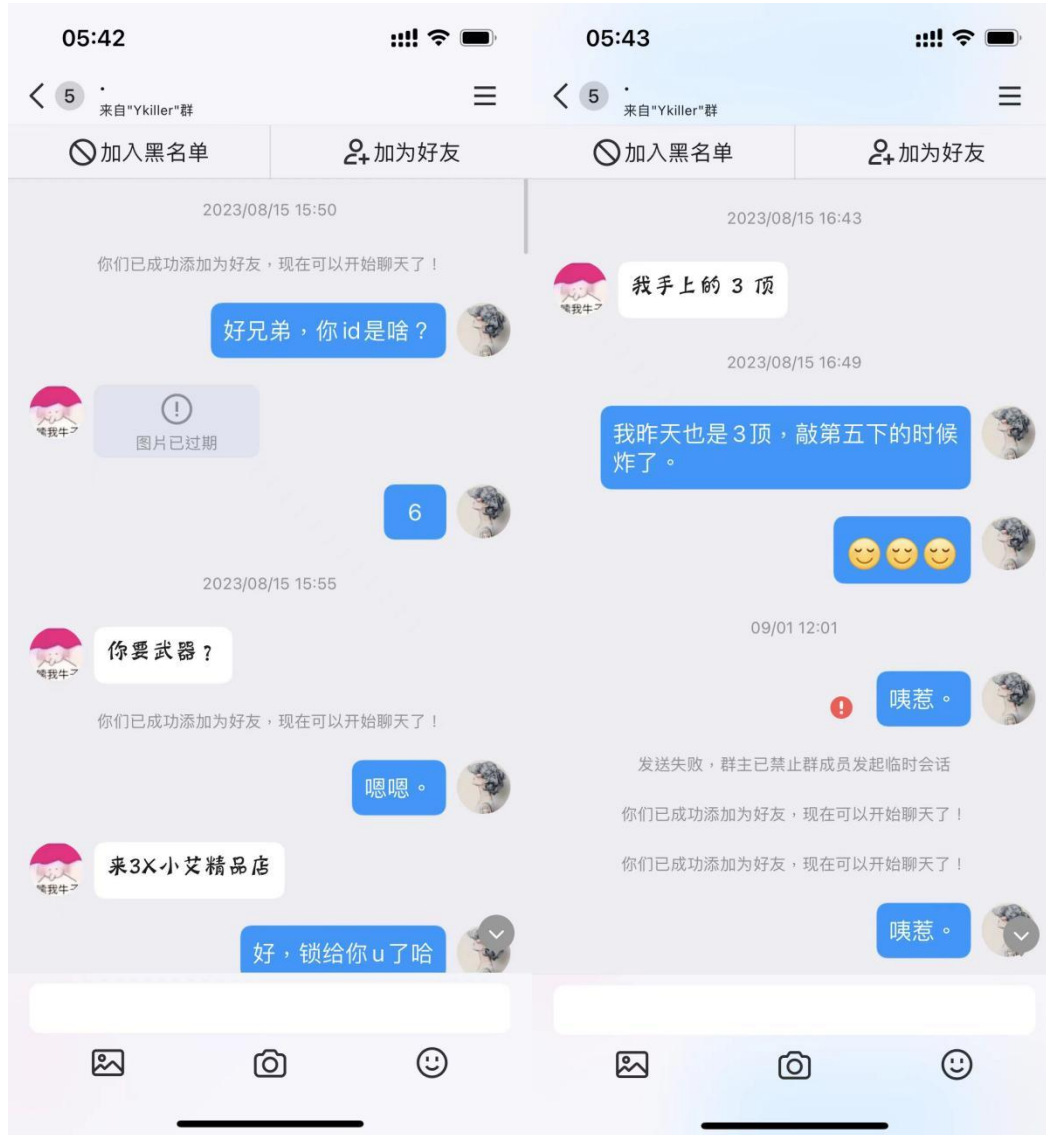 05:42
5
·
来自"Ykiller"群
加入黑名单
加为好友
2023/08/15 15:50
你们已成功添加为好友，现在可以开始聊天了！
好兄弟，你id是啥？
图片已过期
6
2023/08/15 15:55
你要武器？
你们已成功添加为好友，现在可以开始聊天了！
嗯嗯。
来3X小艾精品店
好，锁给你u了哈
05:43
5
·
来自"Ykiller"群
加入黑名单
加为好友
2023/08/15 16:43
我手上的 3 顶
2023/08/15 16:49
我昨天也是3顶，敲第五下的时候
炸了。
09/01 12:01
咦惹。
发送失败，群主已禁止群成员发起临时会话
你们已成功添加为好友，现在可以开始聊天了！
你们已成功添加为好友，现在可以开始聊天了！
咦惹。